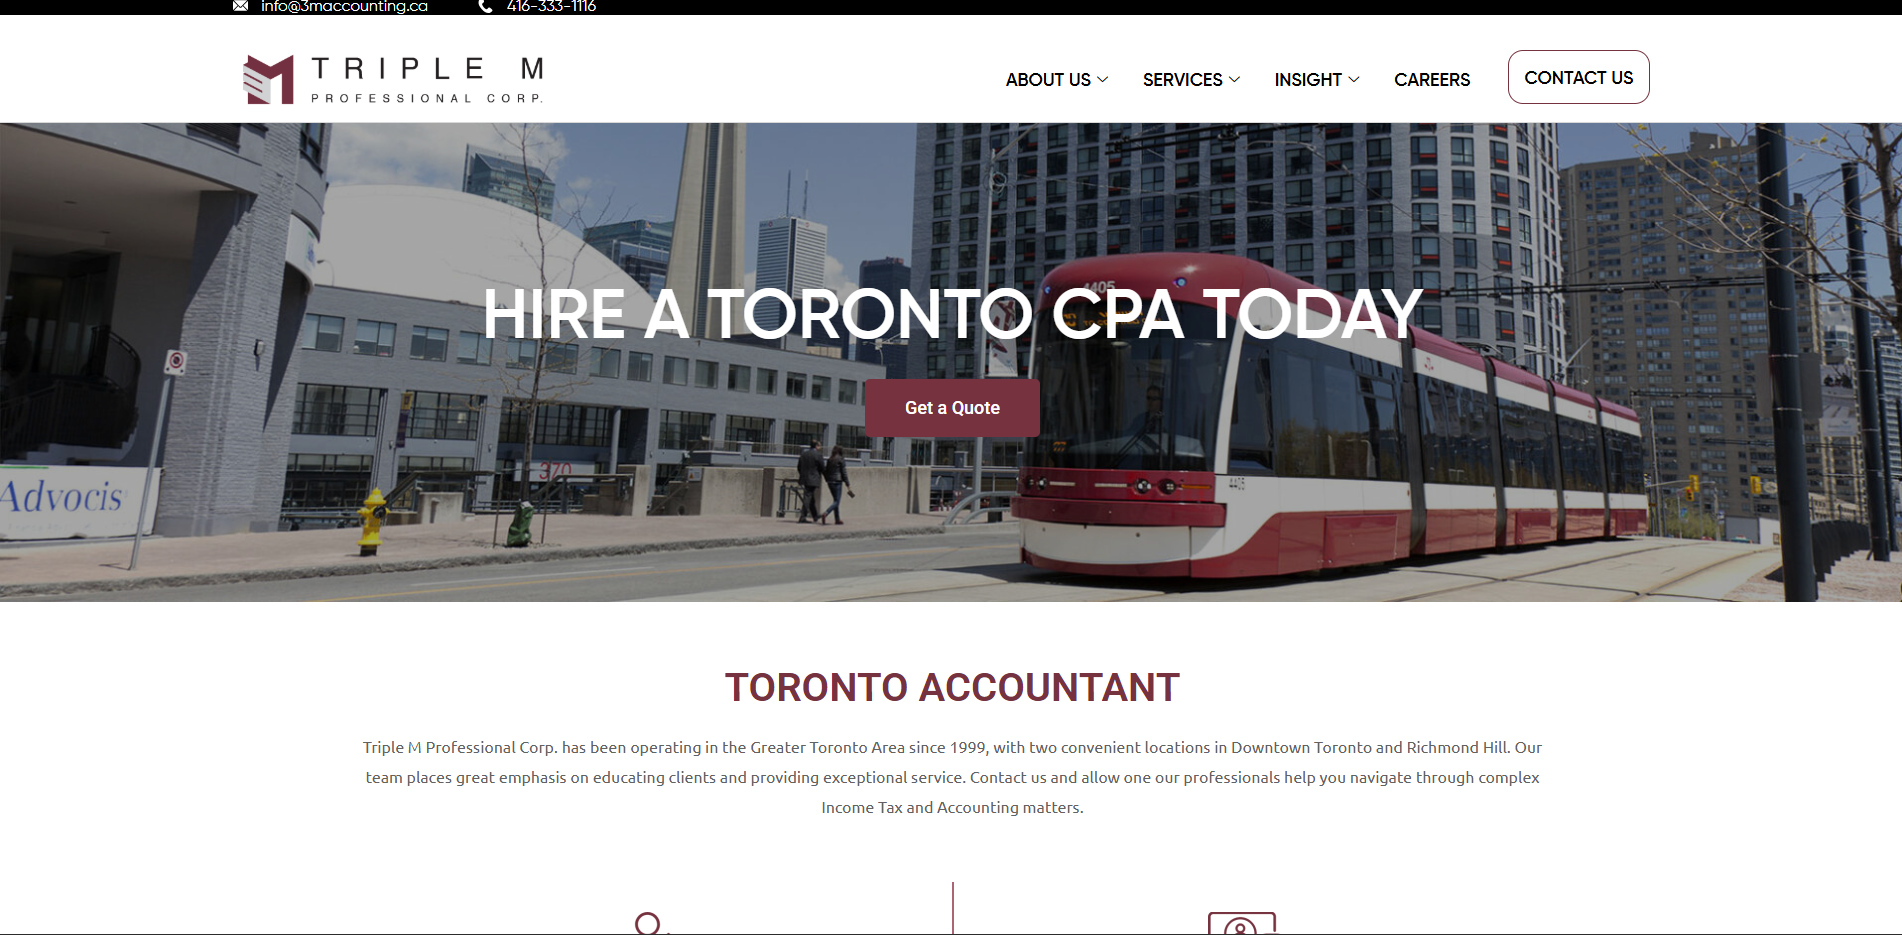 info@3maccounting.ca 416-333-1116
TRIPLE M
PROFESSIONAL CORP.
ABOUT US SERVICES INSIGHT CAREERS CONTACT US
4405
HIRE A TORONTO CPA TODAY
Get a Quote
370
4405
Advocis
TORONTO ACCOUNTANT
Triple M Professional Corp. has been operating in the Greater Toronto Area since 1999, with two convenient locations in Downtown Toronto and Richmond Hill. Our
team places great emphasis on educating clients and providing exceptional service. Contact us and allow one our professionals help you navigate through complex
Income Tax and Accounting matters.